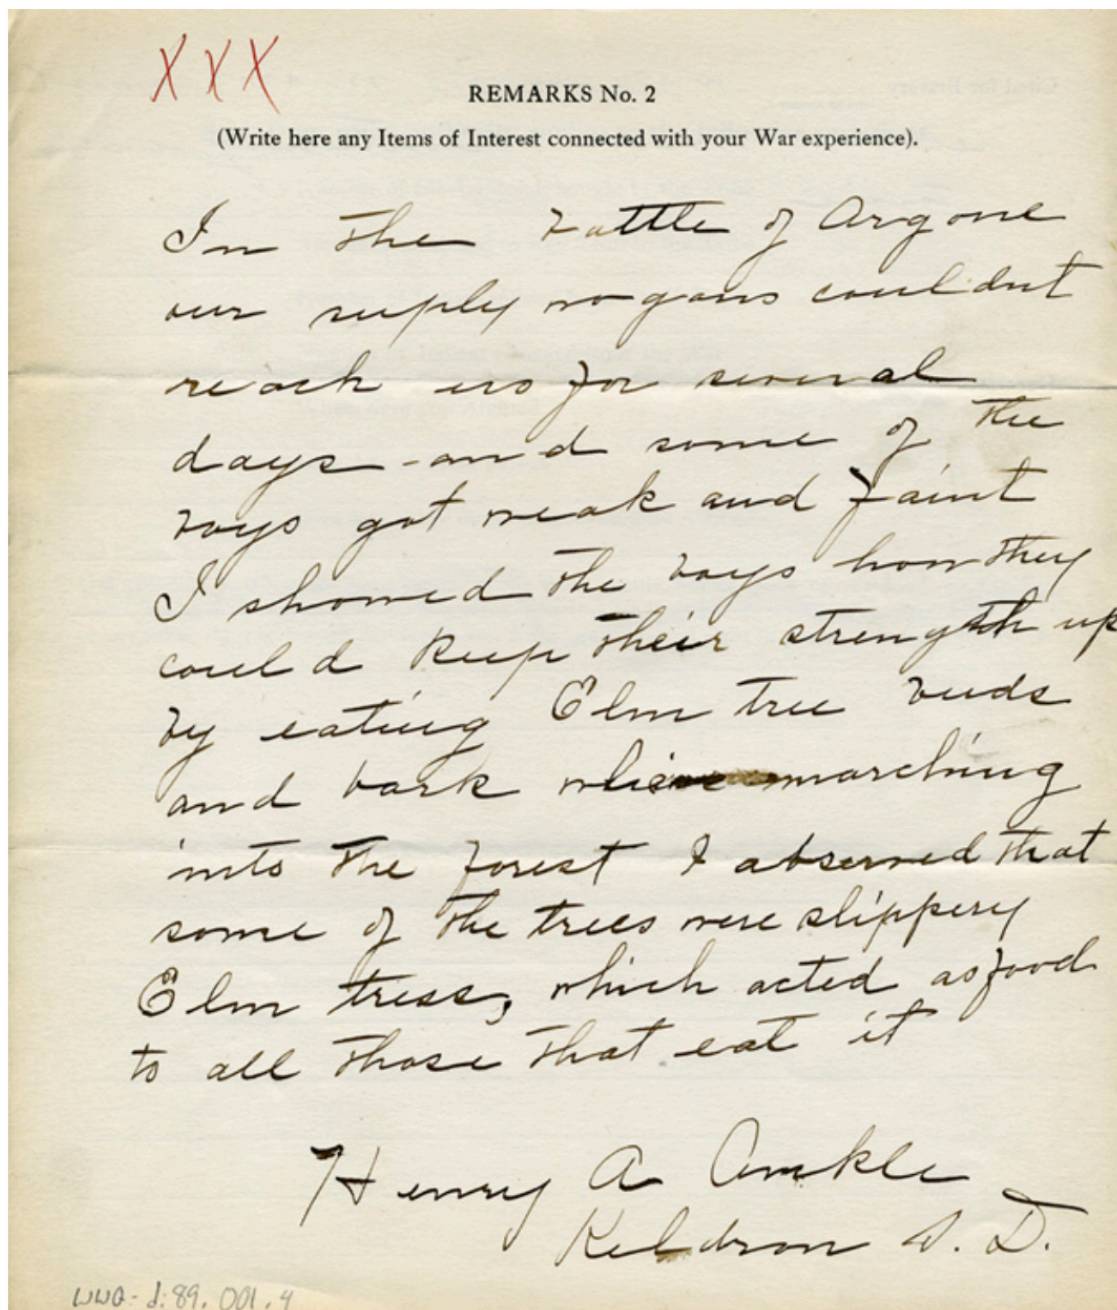 XXX
REMARKS No. 2
(Write here any Items of Interest connected with your War experience).
In the battle of Argone
our suply wagons couldnt
reach us for several
days - and some of the
boys got weak and faint
I showed the boys how they
could keep their strength up
by eating Elm tree buds
and bark while marching
into the forest I observed that
some of the trees were slippery
Elm tress, which acted as food
to all those that eat it
Henry A Ankle
Keldron S. D.
WWQ-d:89.001.4